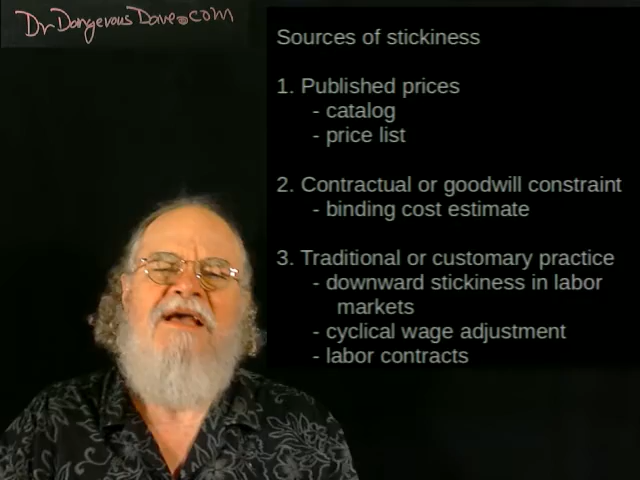 DrDangerousDave.com
Sources of stickiness
1. Published prices
- catalog
- price list
2. Contractual or goodwill constraint
- binding cost estimate
3. Traditional or customary practice
- downward stickiness in labor
markets
- cyclical wage adjustment
- labor contracts